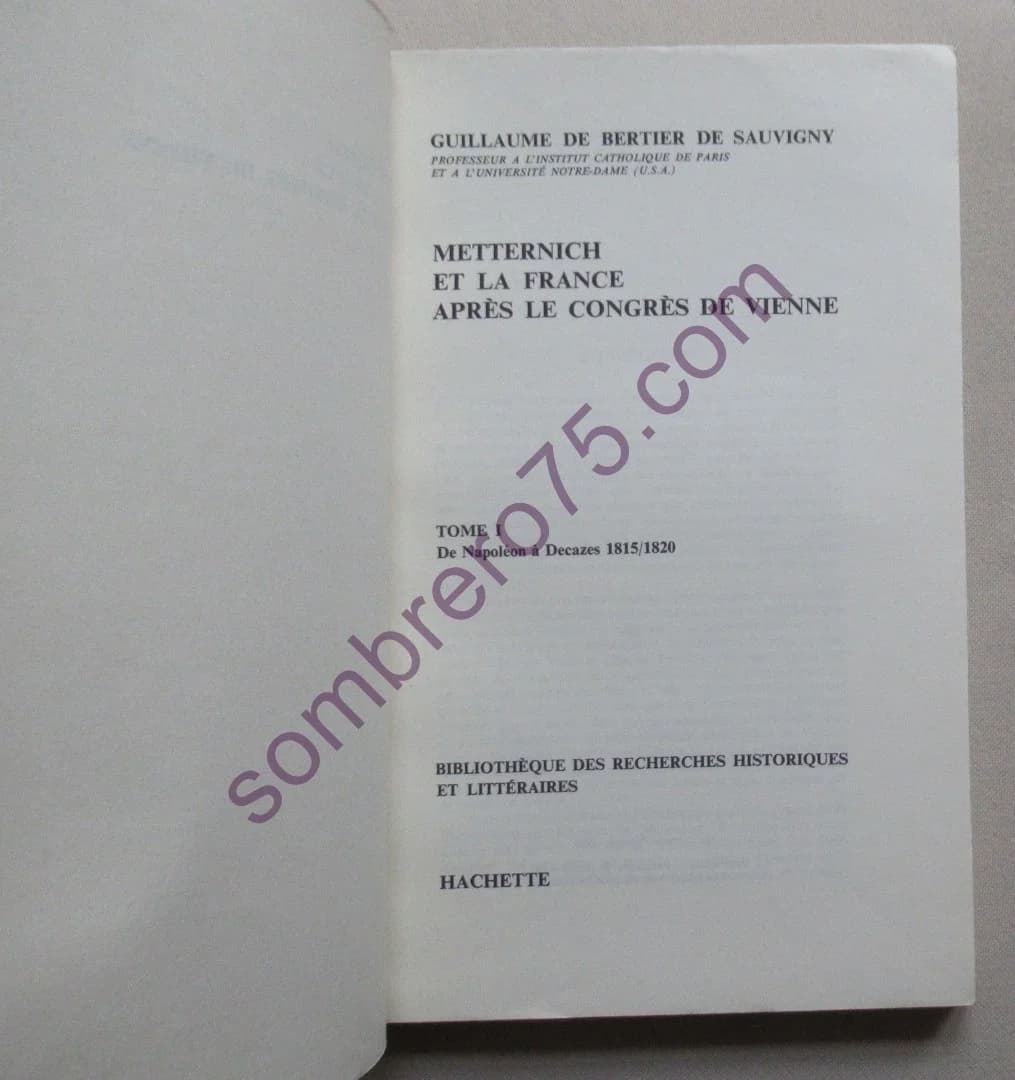 GUILLAUME DE BERTIER DE SAUVIGNY
PROFESSEUR A L'INSTITUT CATHOLIQUE DE PARIS
ET A L'UNIVERSITÉ NOTRE-DAME (U.S.A.)
METTERNICH
ET LA FRANCE
APRÈS LE CONGRÈS DE VIENNE
TOME I
De Napoléon à Decazes 1815/1820
BIBLIOTHÈQUE DES RECHERCHES HISTORIQUES
ET LITTÉRAIRES
HACHETTE
sombrero75.com